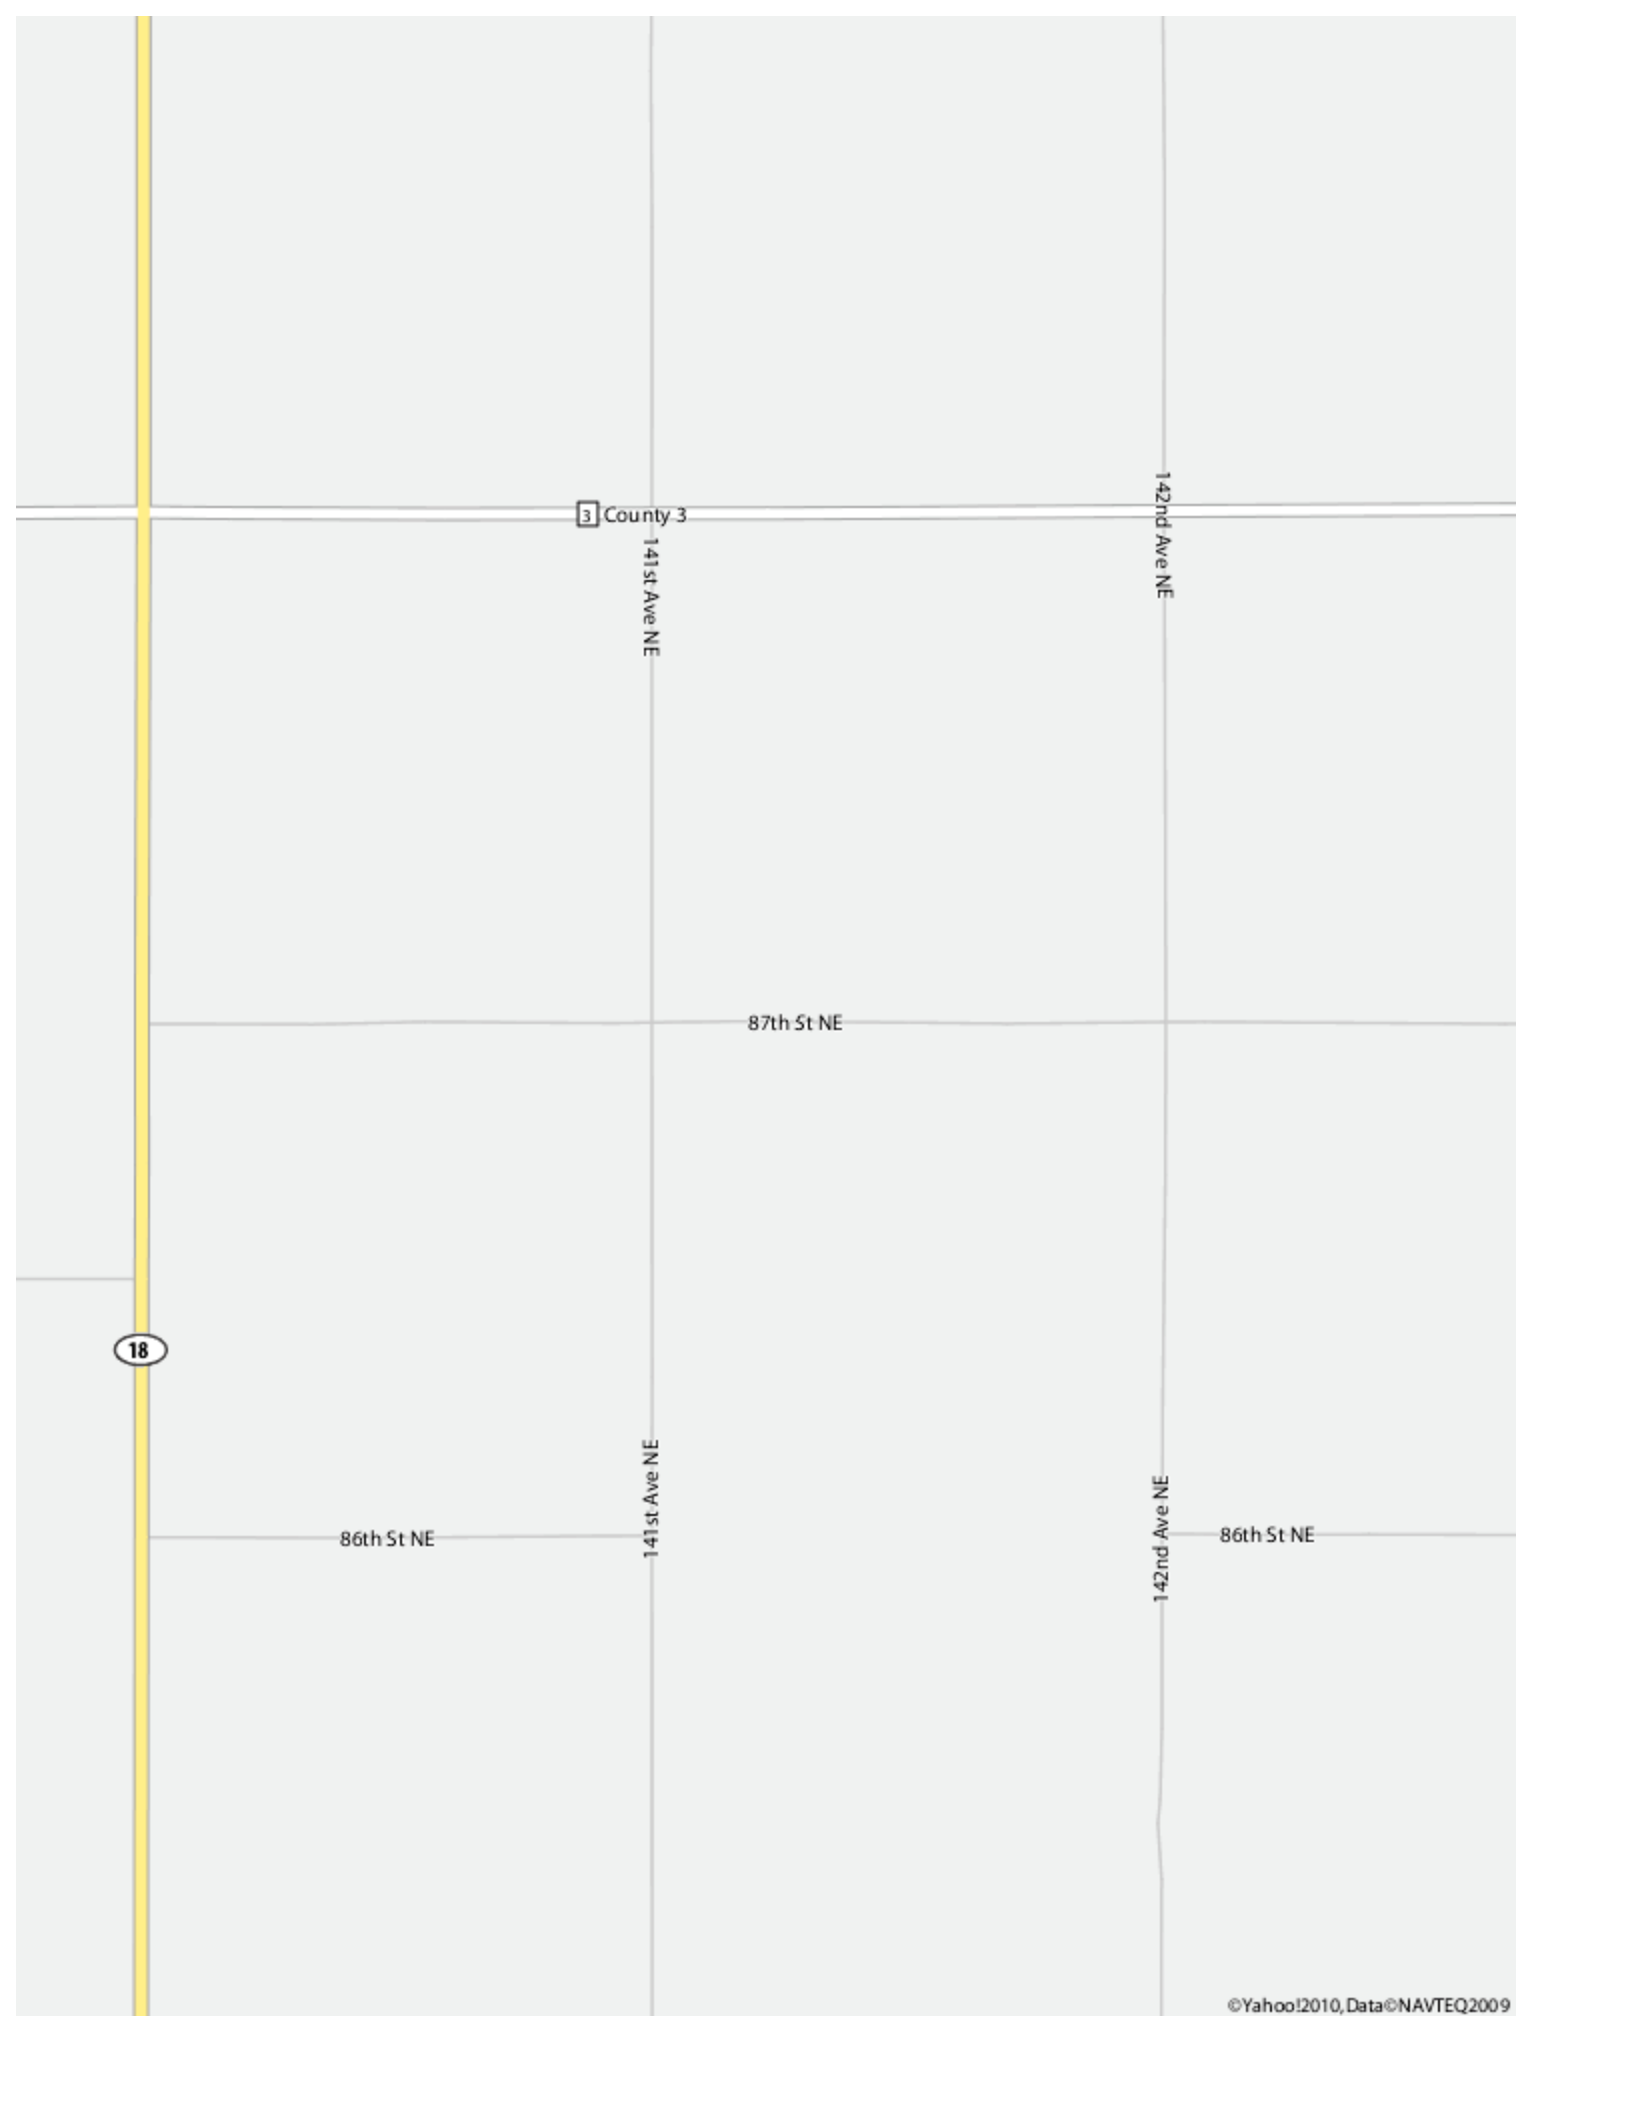 142nd Ave NE
3 County 3
141st Ave NE
87th St NE
18
141st Ave NE
142nd Ave NE
86th St NE
86th St NE
©Yahoo!2010,Data©NAVTEQ2009